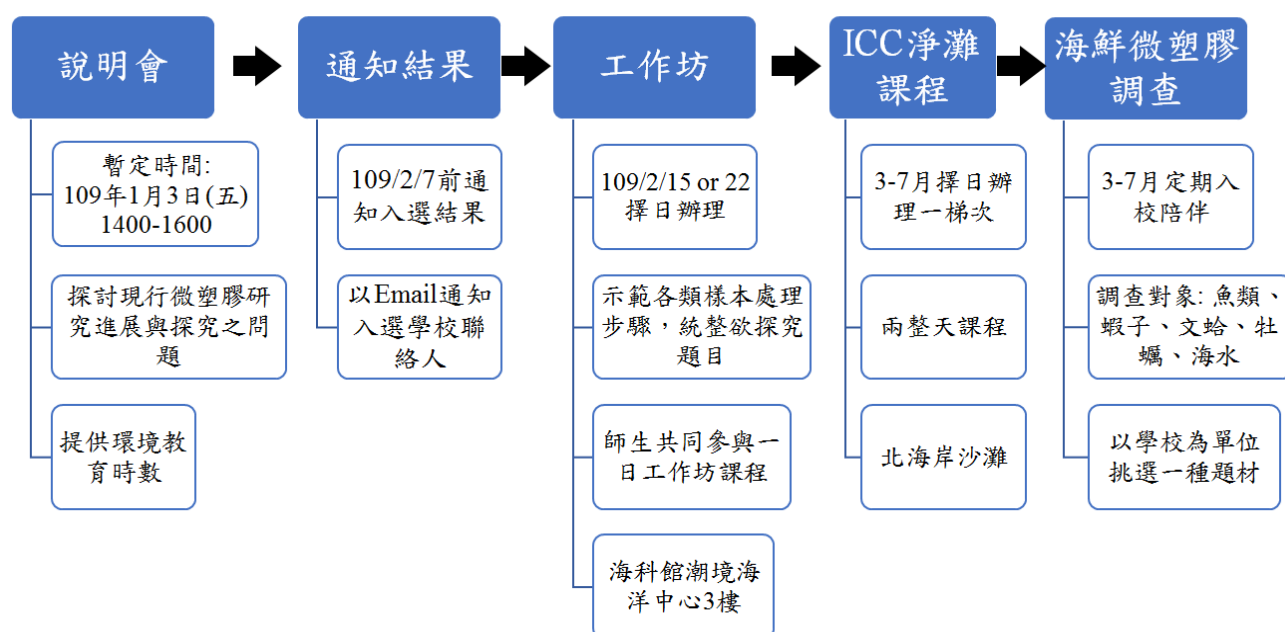 說明會
通知結果
工作坊
ICC淨灘
課程
海鮮微塑膠
調查
暫定時間:
109年1月3日(五)
1400-1600
探討現行微塑膠研
究進展與探究之問
題
提供環境教
育時數
109/2/7前通
知入選結果
以Email通知
入選學校聯
絡人
109/2/15 or 22
擇日辦理
示範各類樣本處理
步驟，統整欲探究
題目
師生共同參與一
日工作坊課程
海科館潮境海
洋中心3樓
3-7月擇日辦
理一梯次
兩整天課程
北海岸沙灘
3-7月定期入
校陪伴
調查對象: 魚類、
蝦子、文蛤、牡
蠣、海水
以學校為單位
挑選一種題材